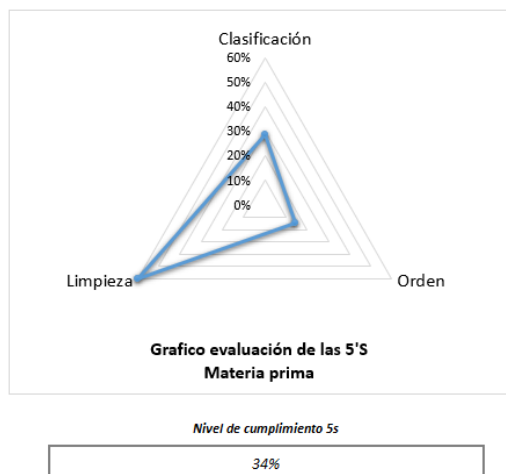 Clasificación
60%
50%
40%
30%
20%
10%
0%
Limpieza
Orden
Grafico evaluación de las 5'S
Materia prima
Nivel de cumplimiento 5s
34%